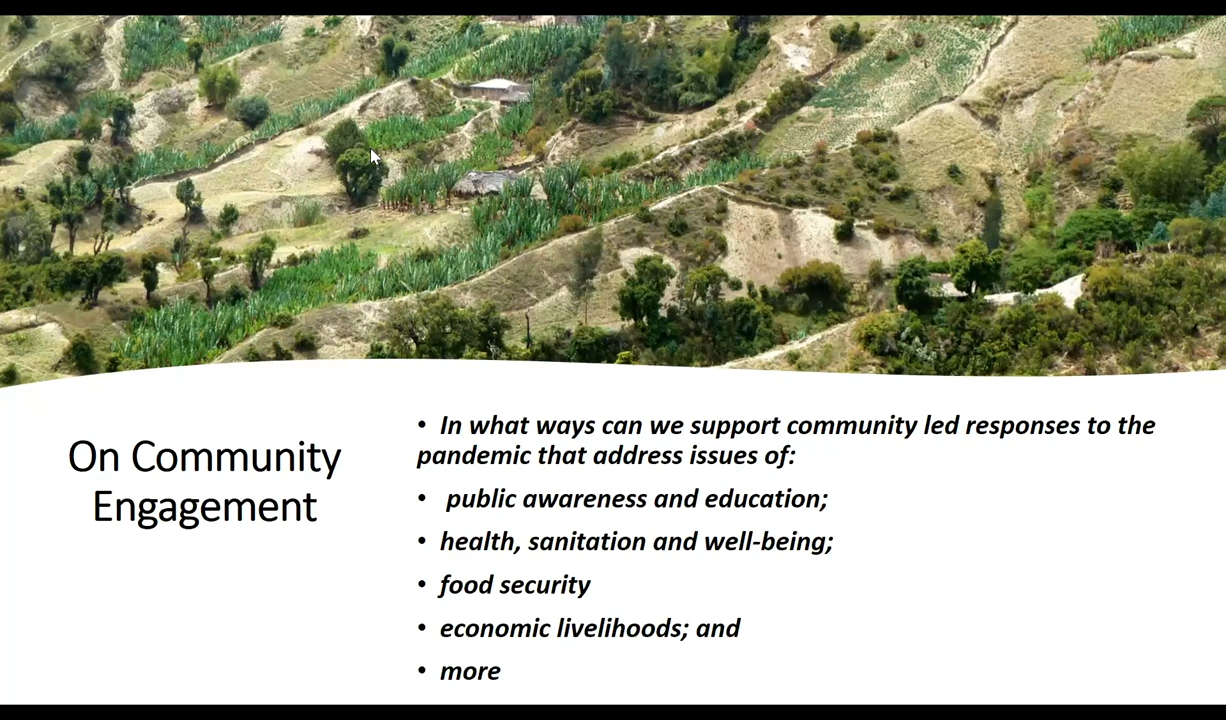 On Community
Engagement
• In what ways can we support community led responses to the
pandemic that address issues of:
• public awareness and education;
• health, sanitation and well-being;
• food security
• economic livelihoods; and
• more